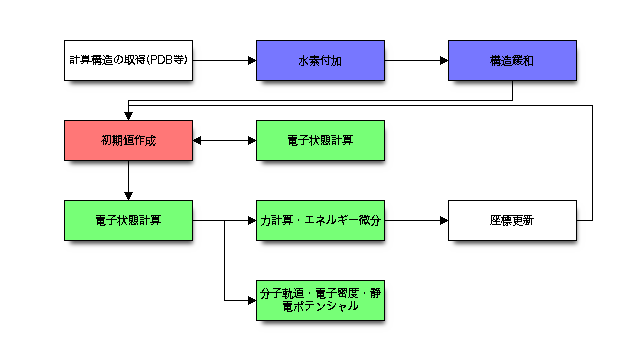 計算構造の取得(PDB等)
水素付加
構造緩和
初期値作成
電子状態計算
電子状態計算
力計算・エネルギー微分
座標更新
分子軌道・電子密度・静
電ポテンシャル